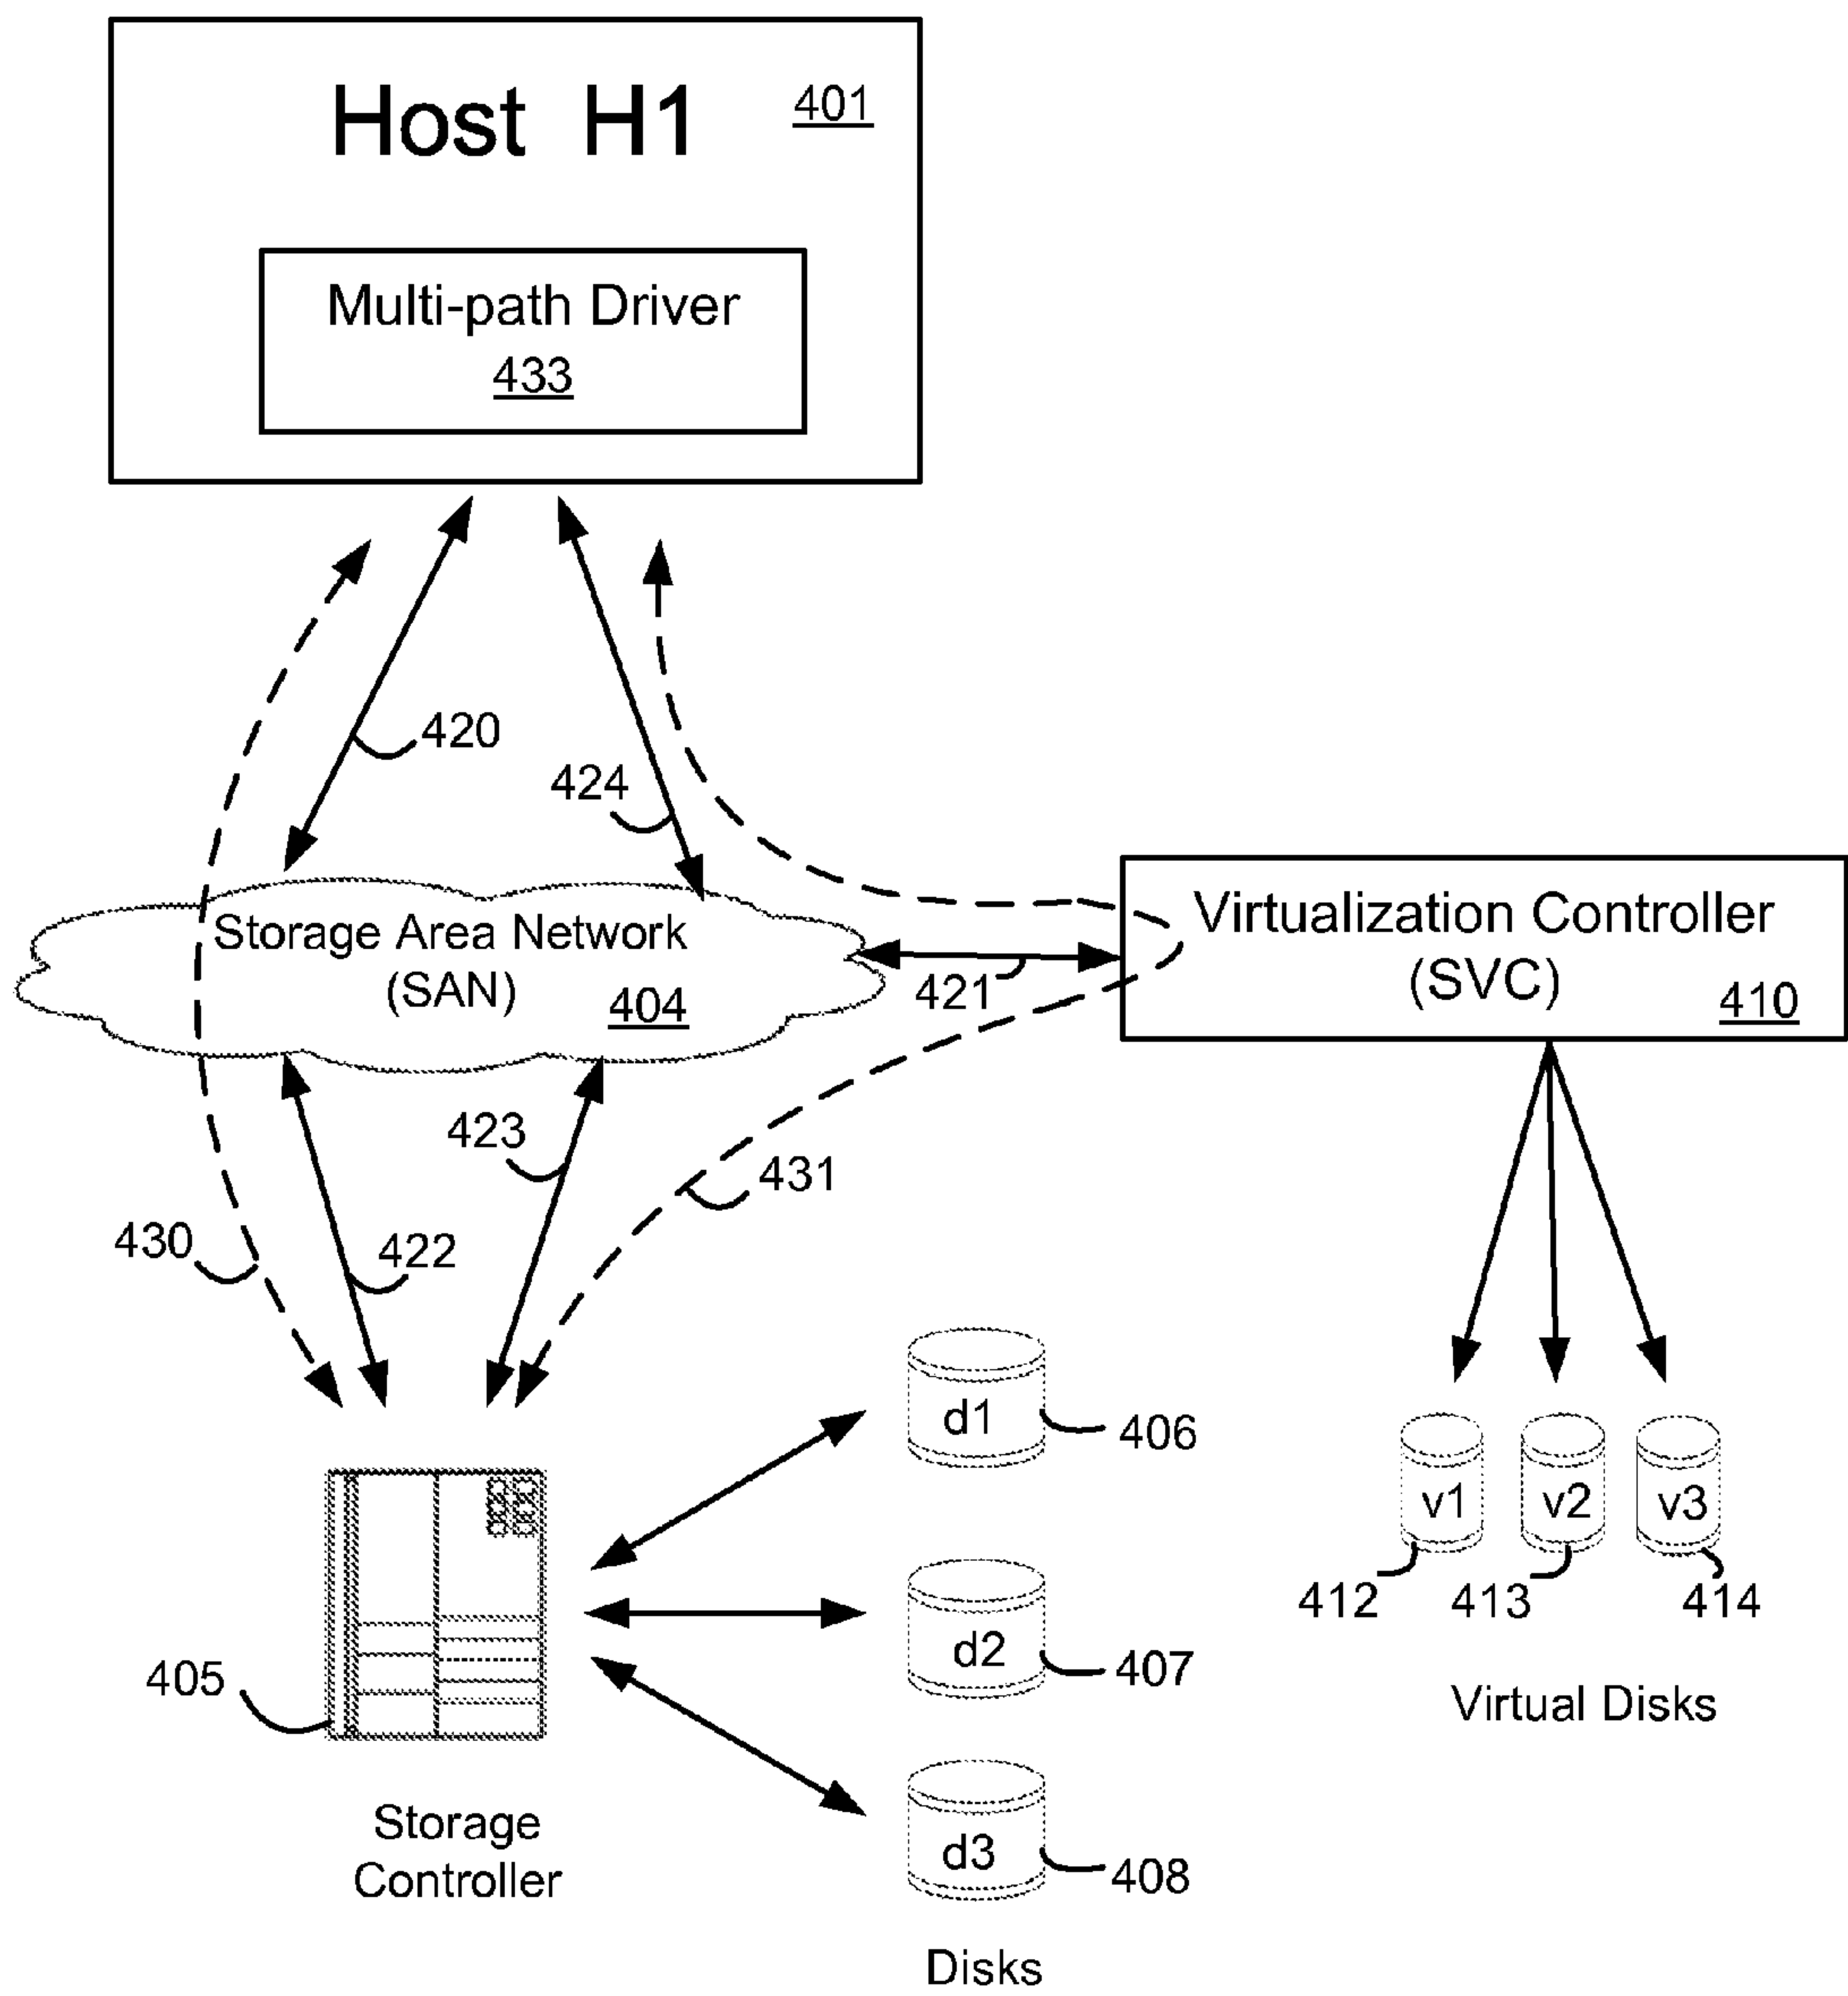 Host H1
401
Multi-path Driver
433
420
424
Storage Area Network
(SAN)
404
421
Virtualization Controller
(SVC)
410
423
431
430
422
d1
406
v1
v2
v3
412
413
414
d2
407
405
Virtual Disks
Storage
Controller
d3
408
Disks